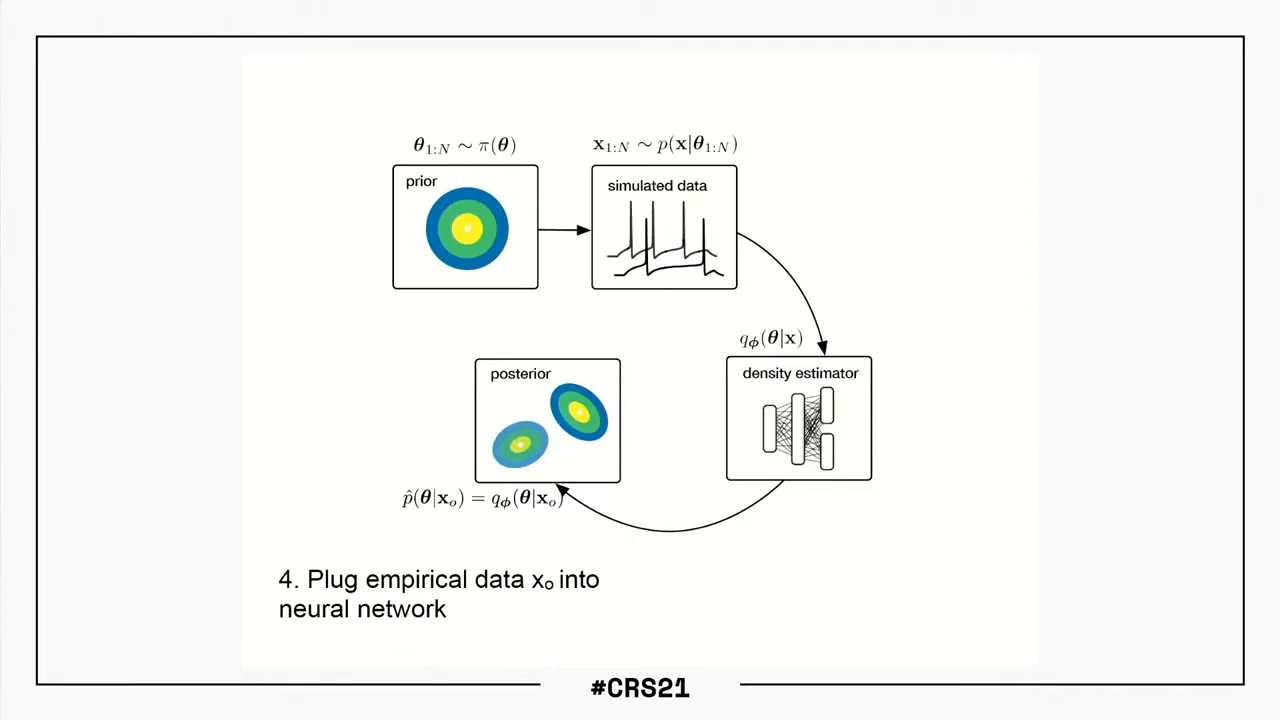 θ₁:N ∼ π(θ)
x₁:N ∼ p(x|θ₁:N)
prior
simulated data
qϕ(θ|x)
density estimator
posterior
p̂(θ|xₒ) = qϕ(θ|xₒ)
4. Plug empirical data xₒ into
neural network
#CRS21